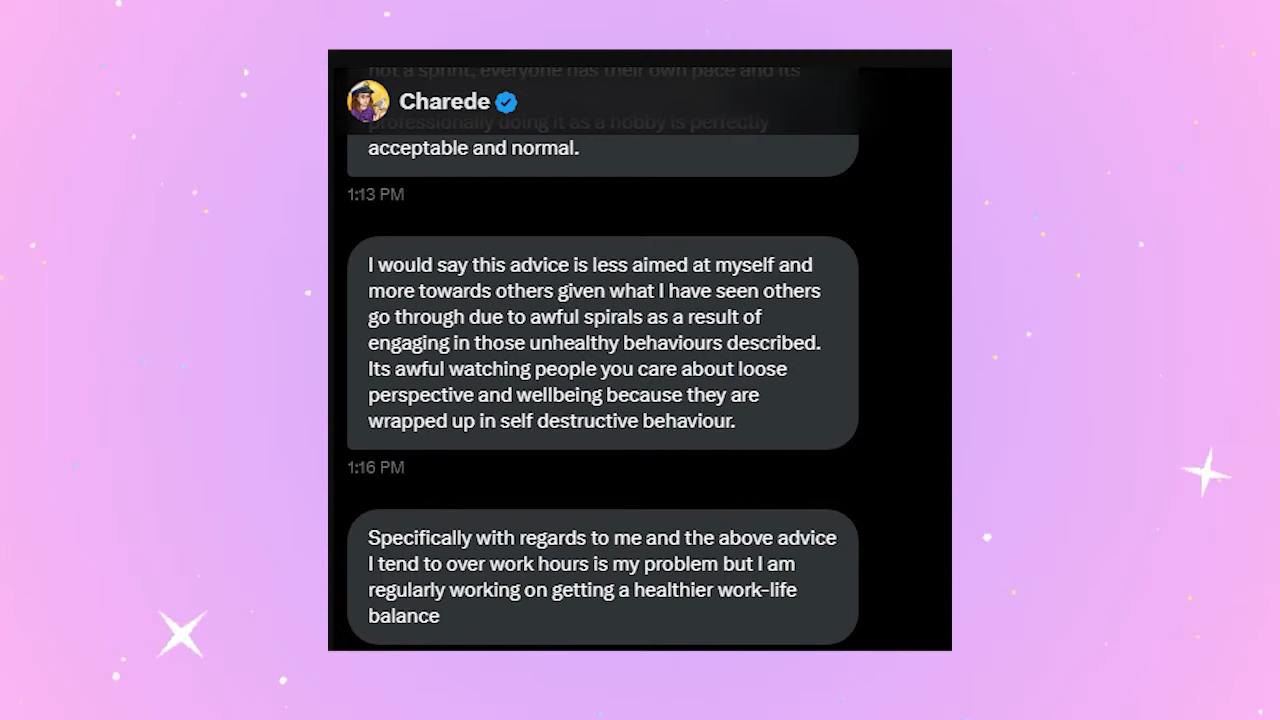 not a sprint, everyone has their own pace and its
Charede
professionally doing it as a hobby is perfectly
acceptable and normal.
1:13 PM
I would say this advice is less aimed at myself and
more towards others given what I have seen others
go through due to awful spirals as a result of
engaging in those unhealthy behaviours described.
Its awful watching people you care about loose
perspective and wellbeing because they are
wrapped up in self destructive behaviour.
1:16 PM
Specifically with regards to me and the above advice
I tend to over work hours is my problem but I am
regularly working on getting a healthier work-life
balance